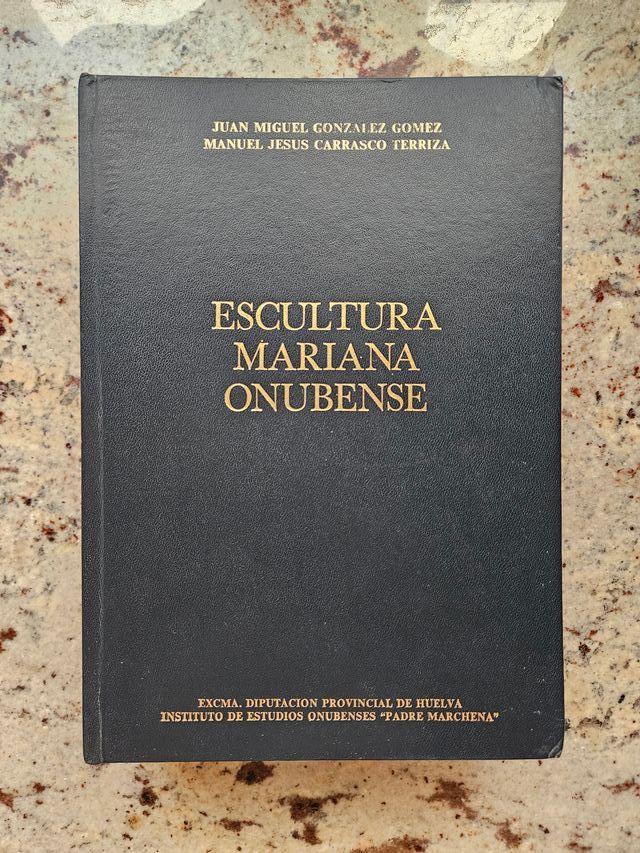 JUAN MIGUEL GONZALEZ GOMEZ
MANUEL JESUS CARRASCO TERRIZA
ESCULTURA
MARIANA
ONUBENSE
EXCMA. DIPUTACION PROVINCIAL DE HUELVA
INSTITUTO DE ESTUDIOS ONUBENSES "PADRE MARCHENA"